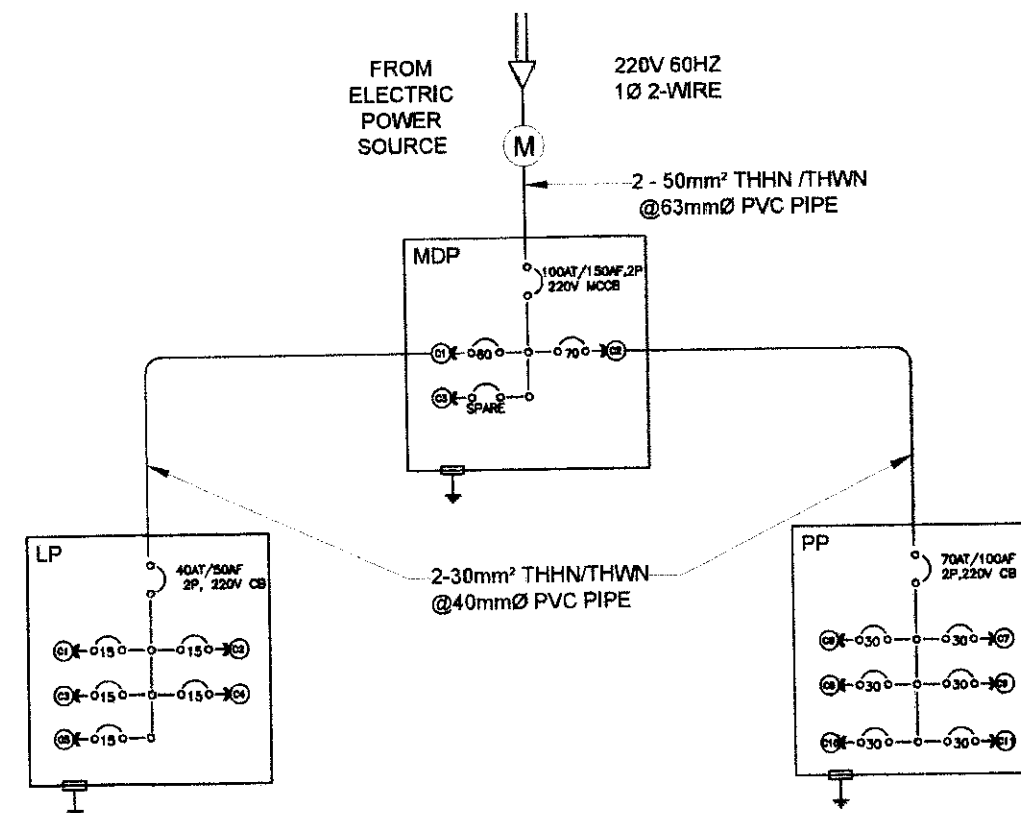 FROM
ELECTRIC
POWER
SOURCE
220V 60HZ
1Ø 2-WIRE
M
2 - 50mm² THHN /THWN
@63mmØ PVC PIPE
MDP
100AT/150AF,2P
220V MCCB
C1 60 70 C2
C3
SPARE
LP
40AT/50AF
2P, 220V CB
C1 15 15 C2
C3 15 15 C4
C5 15
2-30mm² THHN/THWN
@40mmØ PVC PIPE
PP
70AT/100AF
2P,220V CB
30 30 C7
30 30
C10 30 30 C11